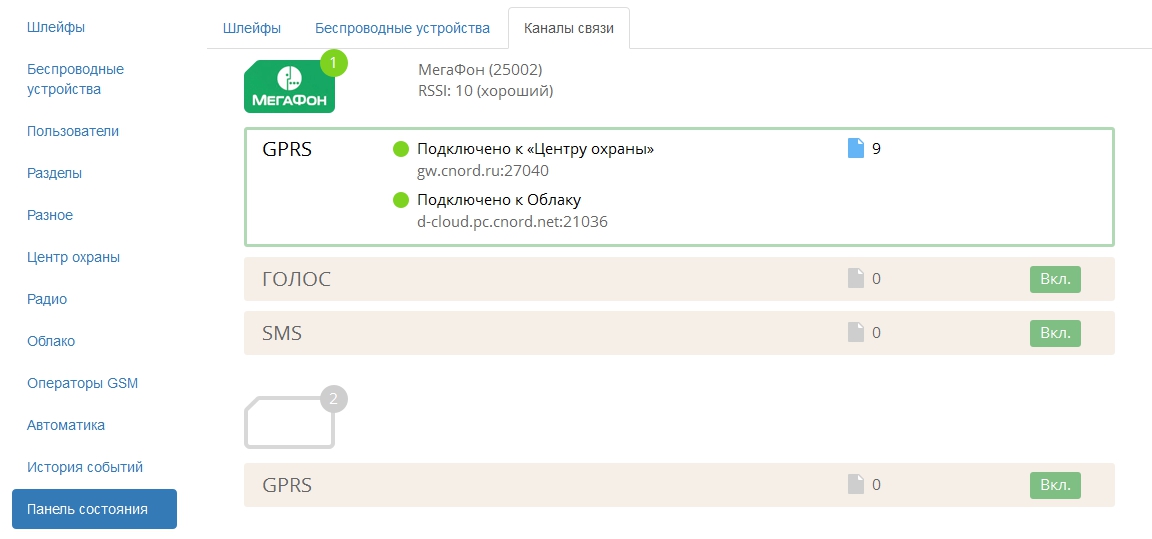 Шлейфы
Беспроводные
устройства
Пользователи
Разделы
Разное
Центр охраны
Радио
Облако
Операторы GSM
Автоматика
История событий
Панель состояния
Шлейфы
Беспроводные устройства
Каналы связи
1
МЕГАФОН
МегаФон (25002)
RSSI: 10 (хороший)
GPRS
Подключено к «Центру охраны»
9
gw.cnord.ru:27040
Подключено к Облаку
d-cloud.pc.cnord.net:21036
ГОЛОС
0
Вкл.
SMS
0
Вкл.
2
GPRS
0
Вкл.